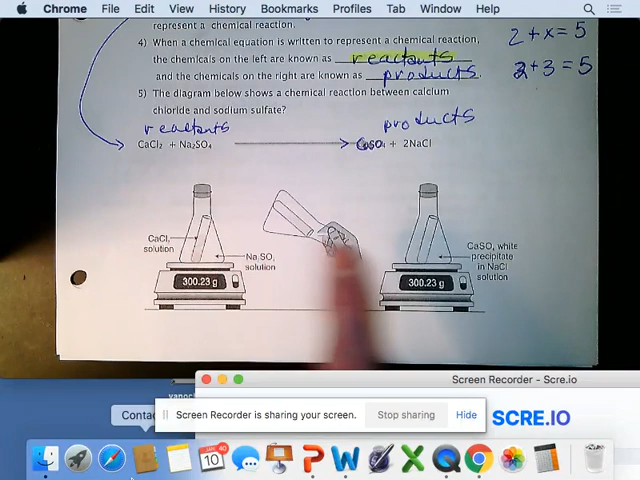 Chrome File Edit View History Bookmarks Profiles Tab Window Help
represent a chemical reaction.
4) When a chemical equation is written to represent a chemical reaction,
the chemicals on the left are known as reactants
and the chemicals on the right are known as products.
2 + x = 5
2 + 3 = 5
5) The diagram below shows a chemical reaction between calcium
chloride and sodium sulfate?
reactants products
CaCl₂ + Na₂SO₄ + 2NaCl
CaCl₂
solution
Na₂SO₄
solution
CaSO₄ white
precipitate
in NaCl
solution
300.23 g 300.23 g
Screen Recorder - Scre.io
Screen Recorder is sharing your screen. Stop sharing Hide
SCRE.IO
Conta
10